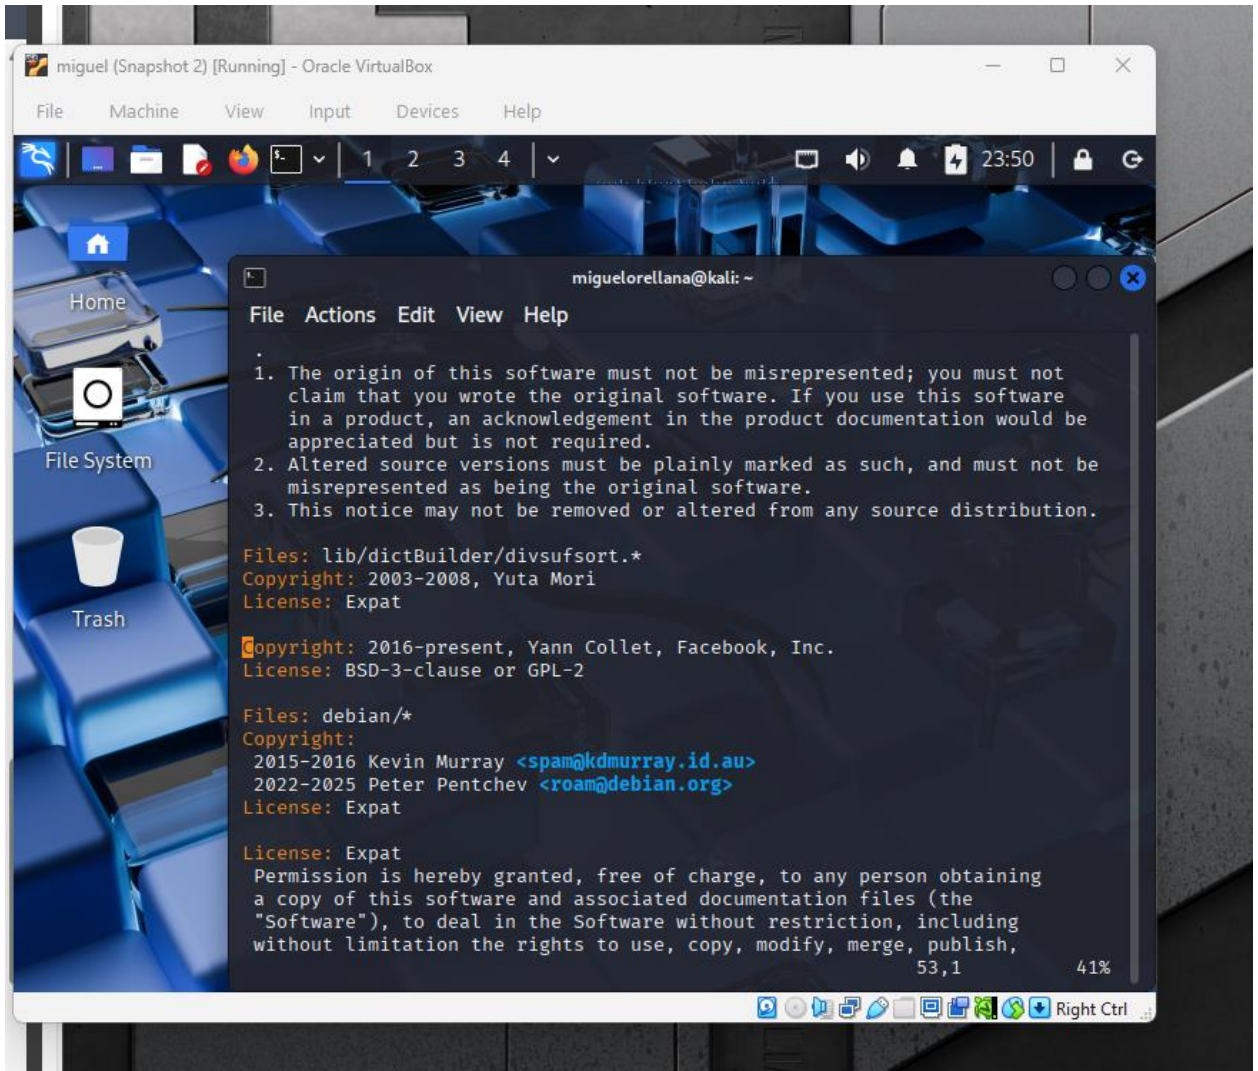 miguel (Snapshot 2) [Running] - Oracle VirtualBox
File Machine View Input Devices Help
1 2 3 4 23:50
miguelorellana@kali: ~
File Actions Edit View Help
.
1. The origin of this software must not be misrepresented; you must not
claim that you wrote the original software. If you use this software
in a product, an acknowledgement in the product documentation would be
appreciated but is not required.
2. Altered source versions must be plainly marked as such, and must not be
misrepresented as being the original software.
3. This notice may not be removed or altered from any source distribution.
Files: lib/dictBuilder/divsufsort.*
Copyright: 2003-2008, Yuta Mori
License: Expat
Copyright: 2016-present, Yann Collet, Facebook, Inc.
License: BSD-3-clause or GPL-2
Files: debian/*
Copyright:
2015-2016 Kevin Murray <spam@kdmurray.id.au>
2022-2025 Peter Pentchev <roam@debian.org>
License: Expat
License: Expat
Permission is hereby granted, free of charge, to any person obtaining
a copy of this software and associated documentation files (the
"Software"), to deal in the Software without restriction, including
without limitation the rights to use, copy, modify, merge, publish,
53,1 41%
Home
File System
Trash
Right Ctrl